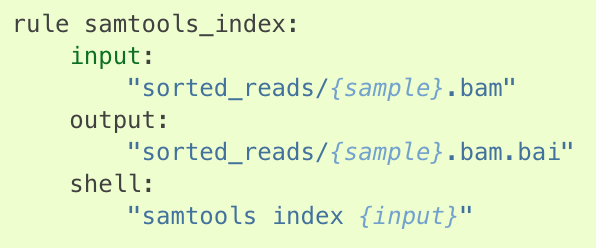 rule samtools_index:
    input:
        "sorted_reads/{sample}.bam"
    output:
        "sorted_reads/{sample}.bam.bai"
    shell:
        "samtools index {input}"